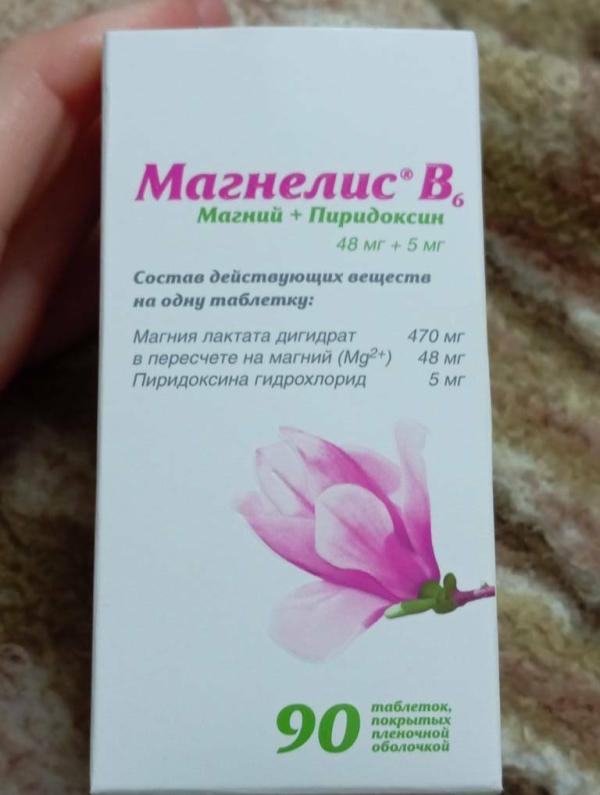 Магнелис® B₆
Магний + Пиридоксин
48 мг + 5 мг
Состав действующих веществ
на одну таблетку:
Магния лактата дигидрат 470 мг
в пересчете на магний (Mg²⁺) 48 мг
Пиридоксина гидрохлорид 5 мг
90 таблеток,
покрытых
пленочной
оболочкой